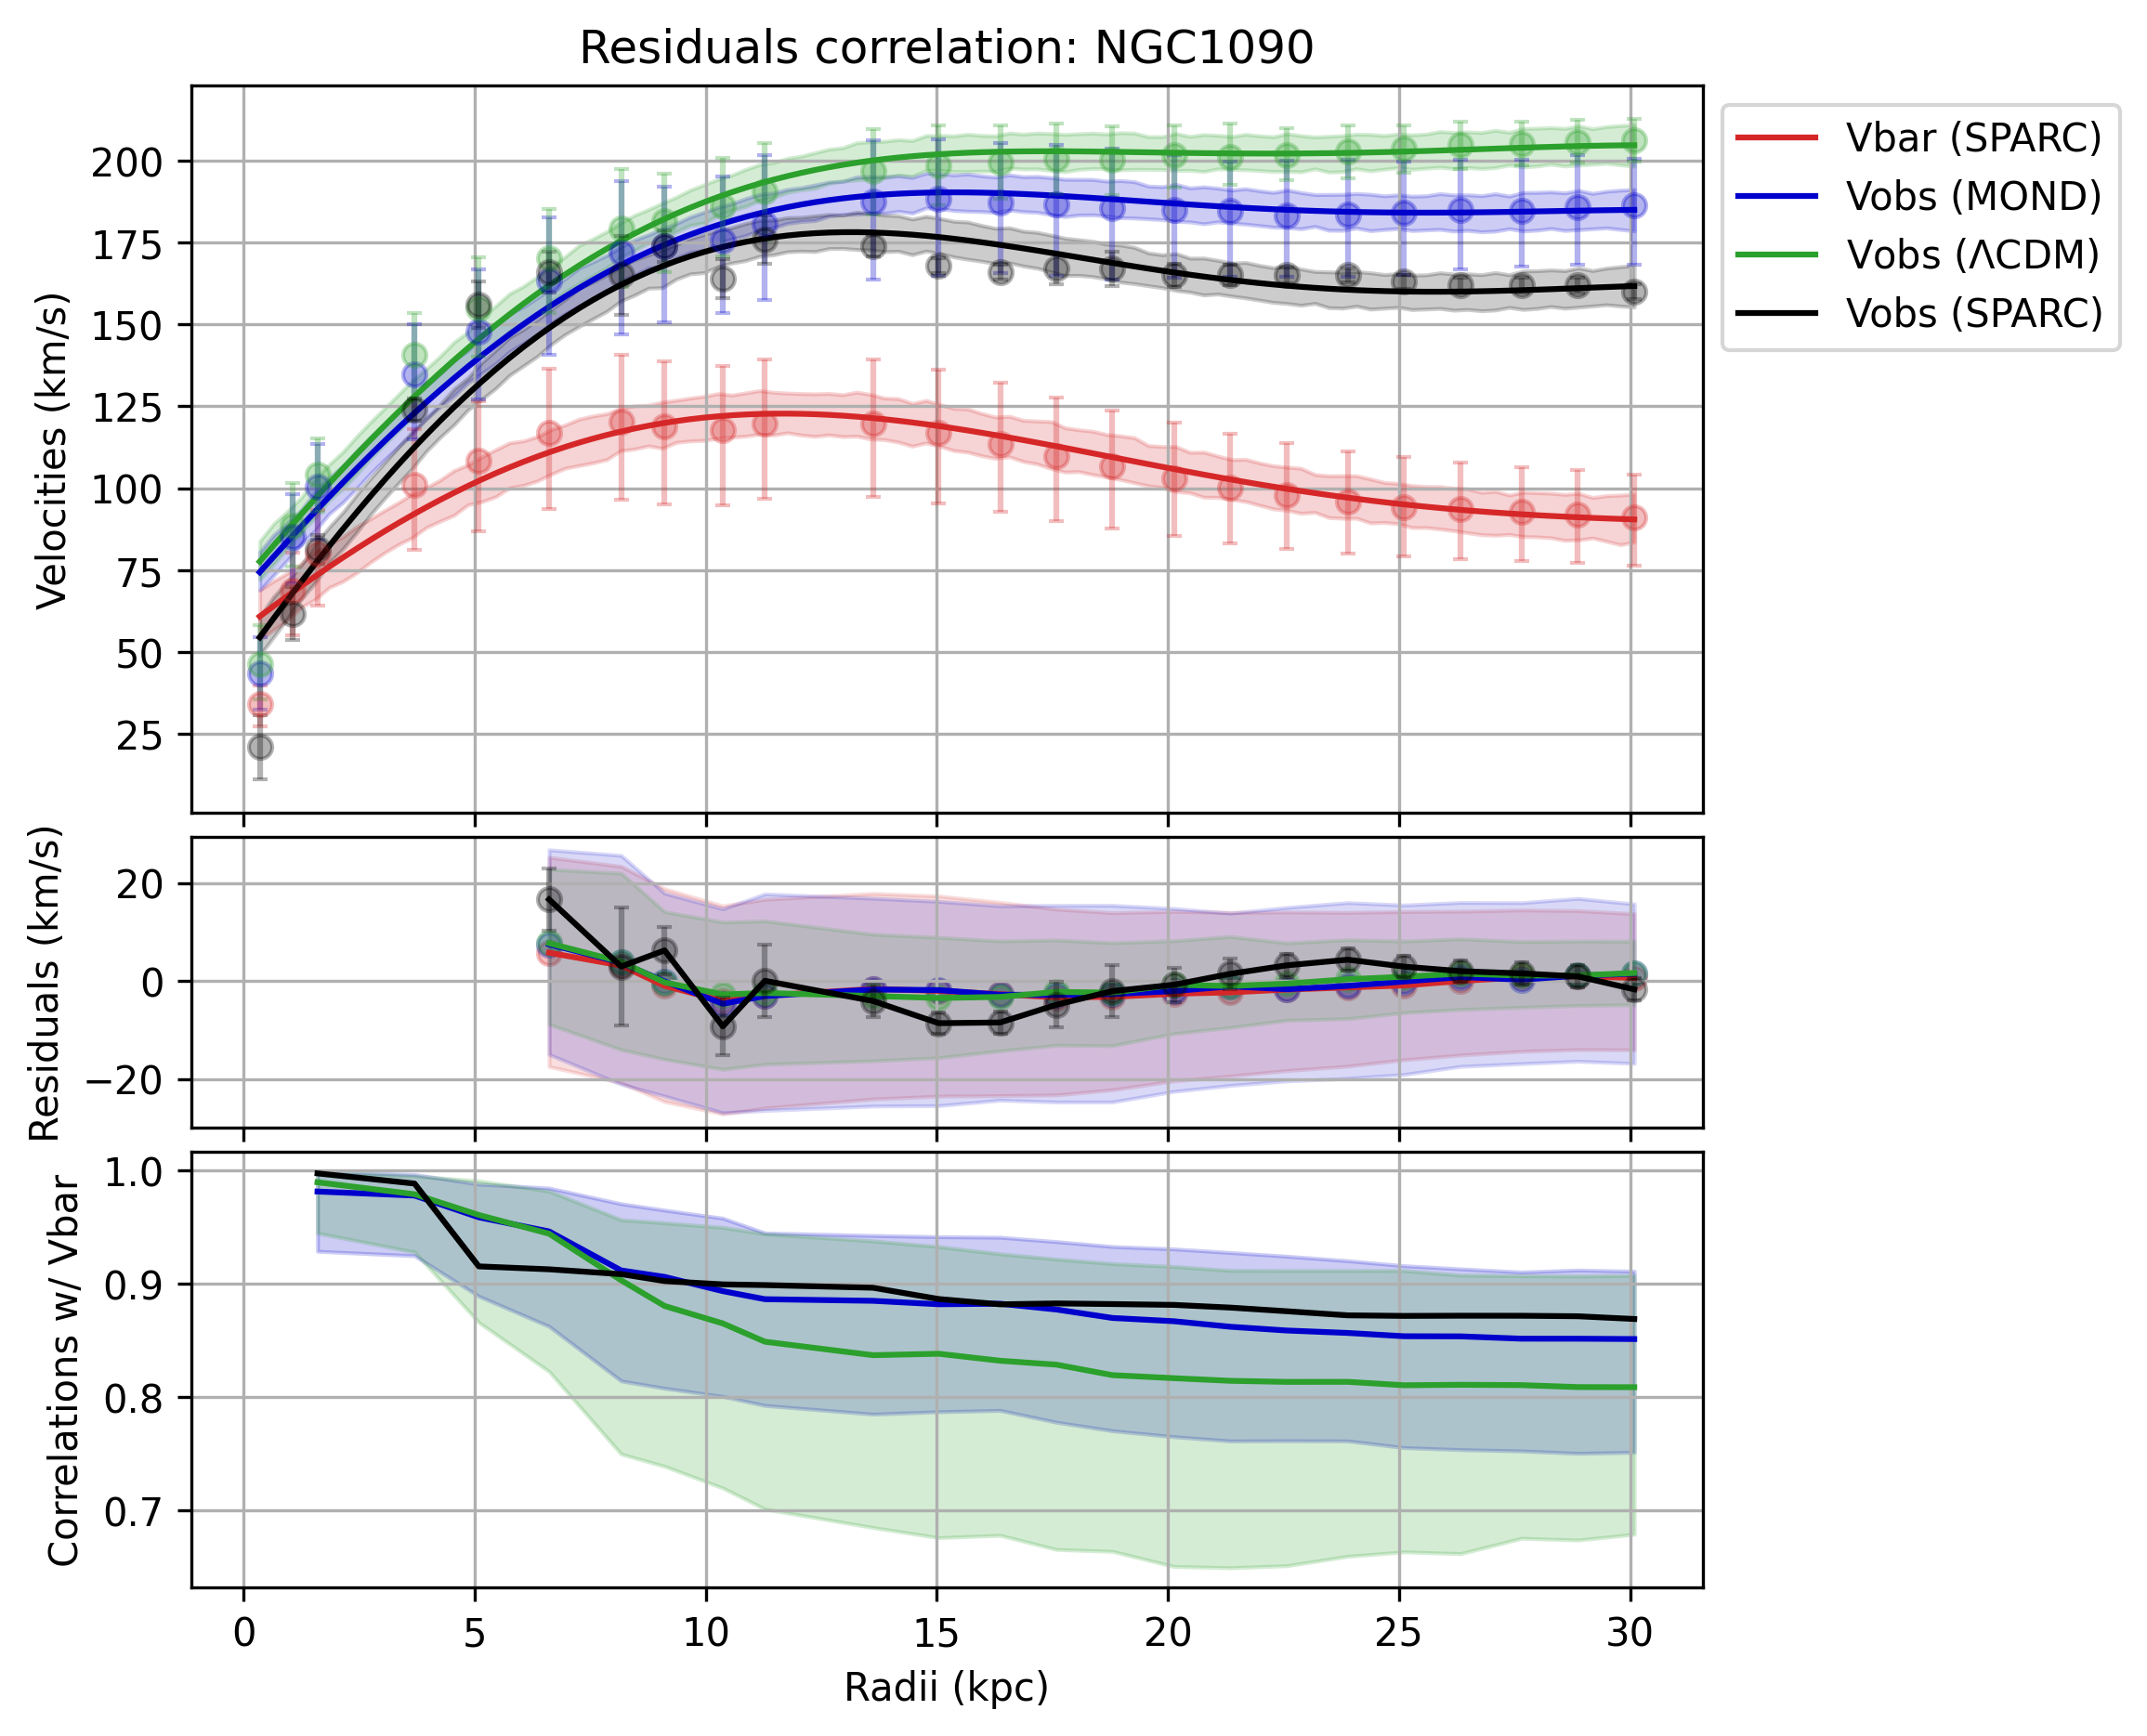 Residuals correlation: NGC1090
Velocities (km/s)
200
175
150
125
100
75
50
25
Vbar (SPARC)
Vobs (MOND)
Vobs (ΛCDM)
Vobs (SPARC)
Residuals (km/s)
20
0
−20
Correlations w/ Vbar
1.0
0.9
0.8
0.7
0 5 10 15 20 25 30
Radii (kpc)